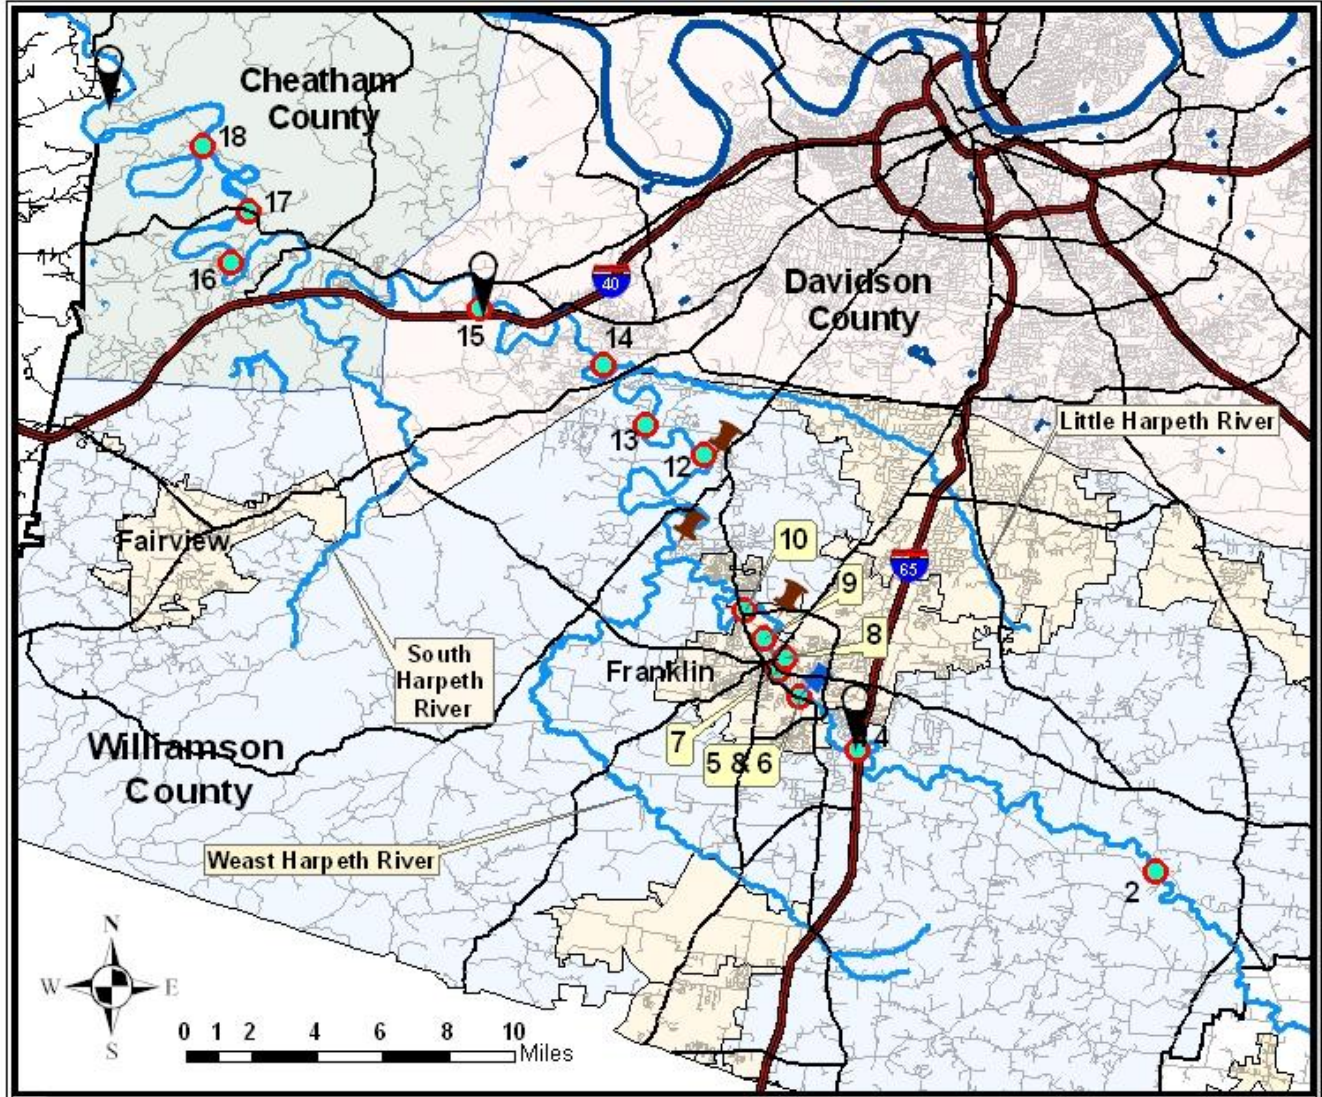 Cheatham
County
18
17
16
40
Davidson
County
15
14
Little Harpeth River
13
12
Fairview
10
65
9
8
South
Harpeth
River
Franklin
Williamson
County
7
5 & 6
4
Weast Harpeth River
2
N
W E
S
0 1 2 4 6 8 10
Miles